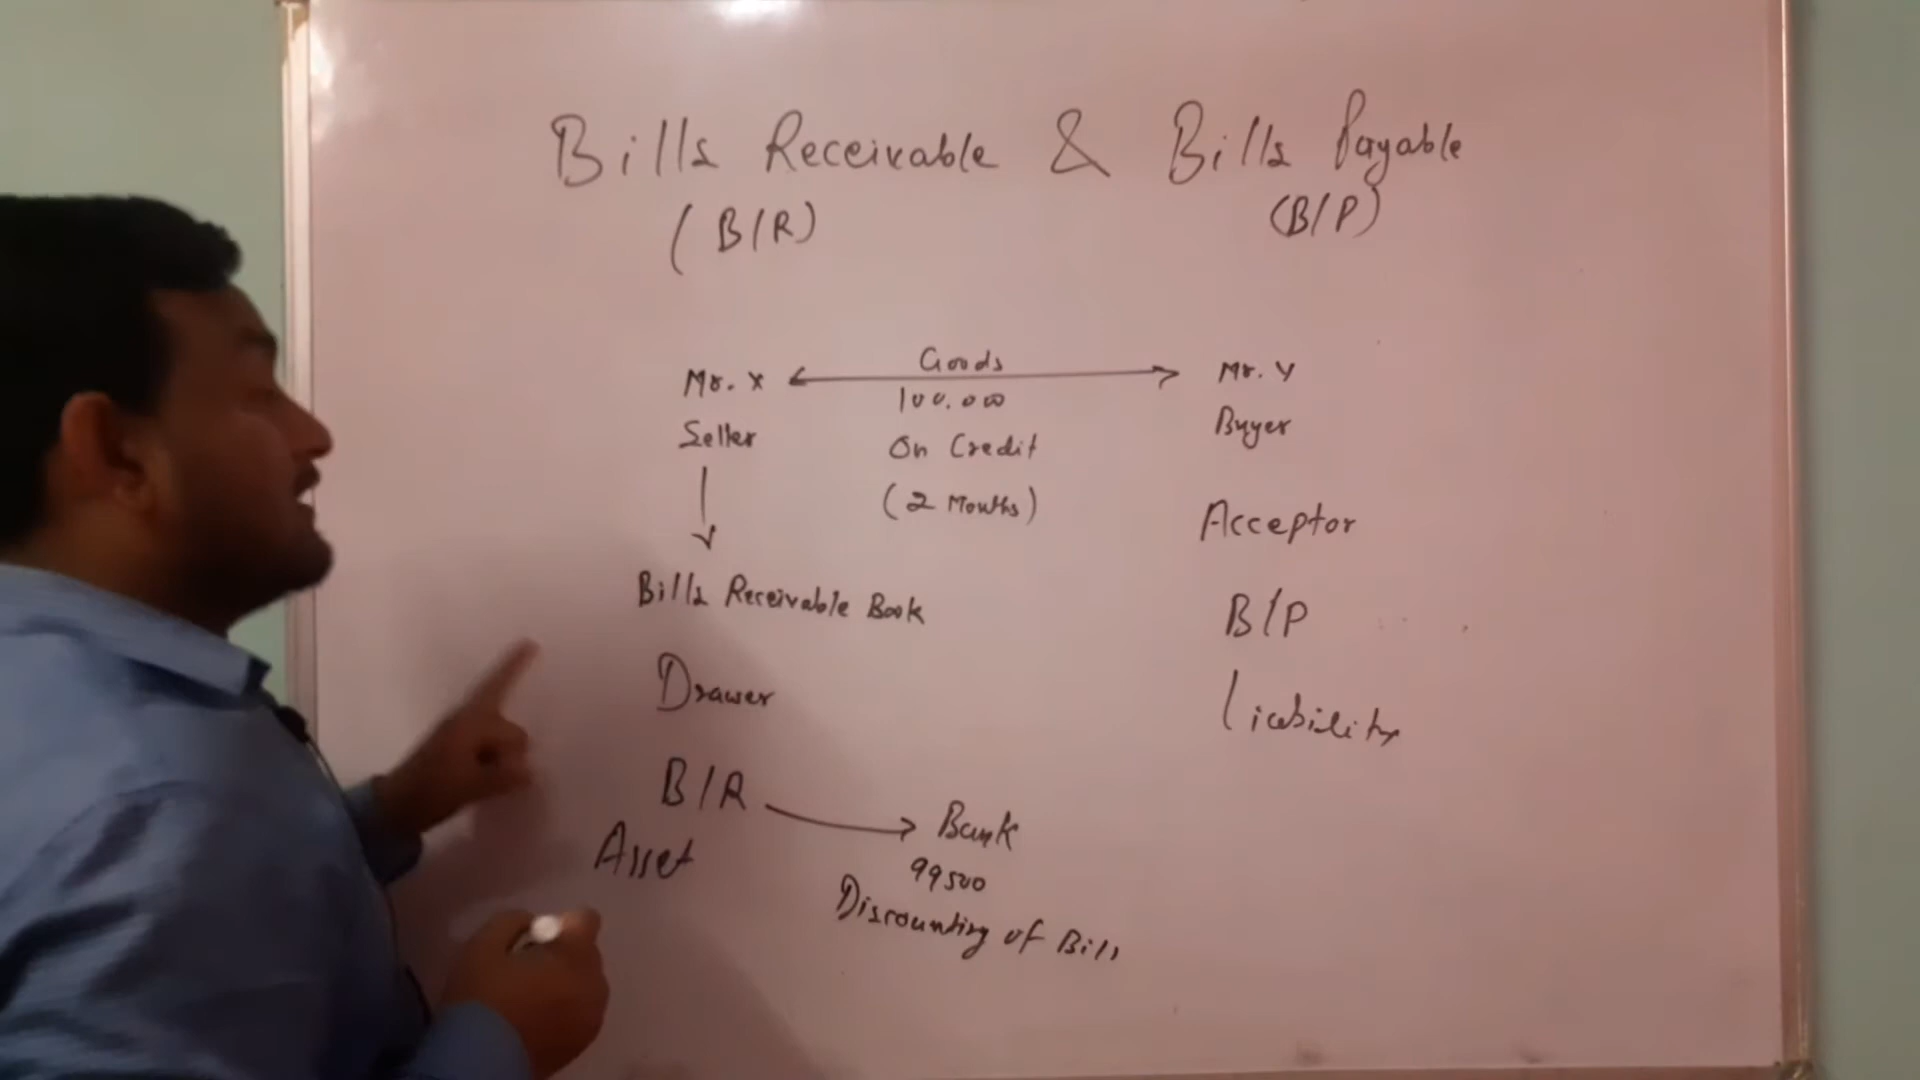 Bills Receivable & Bills Payable
(B/R)
(B/P)
Mr. X
Goods
Mr. Y
Seller
100,000
Buyer
On Credit
(2 Months)
Acceptor
Bills Receivable Book
B/P
Drawer
Liability
B/R
Bank
Asset
99500
Discounting of Bills